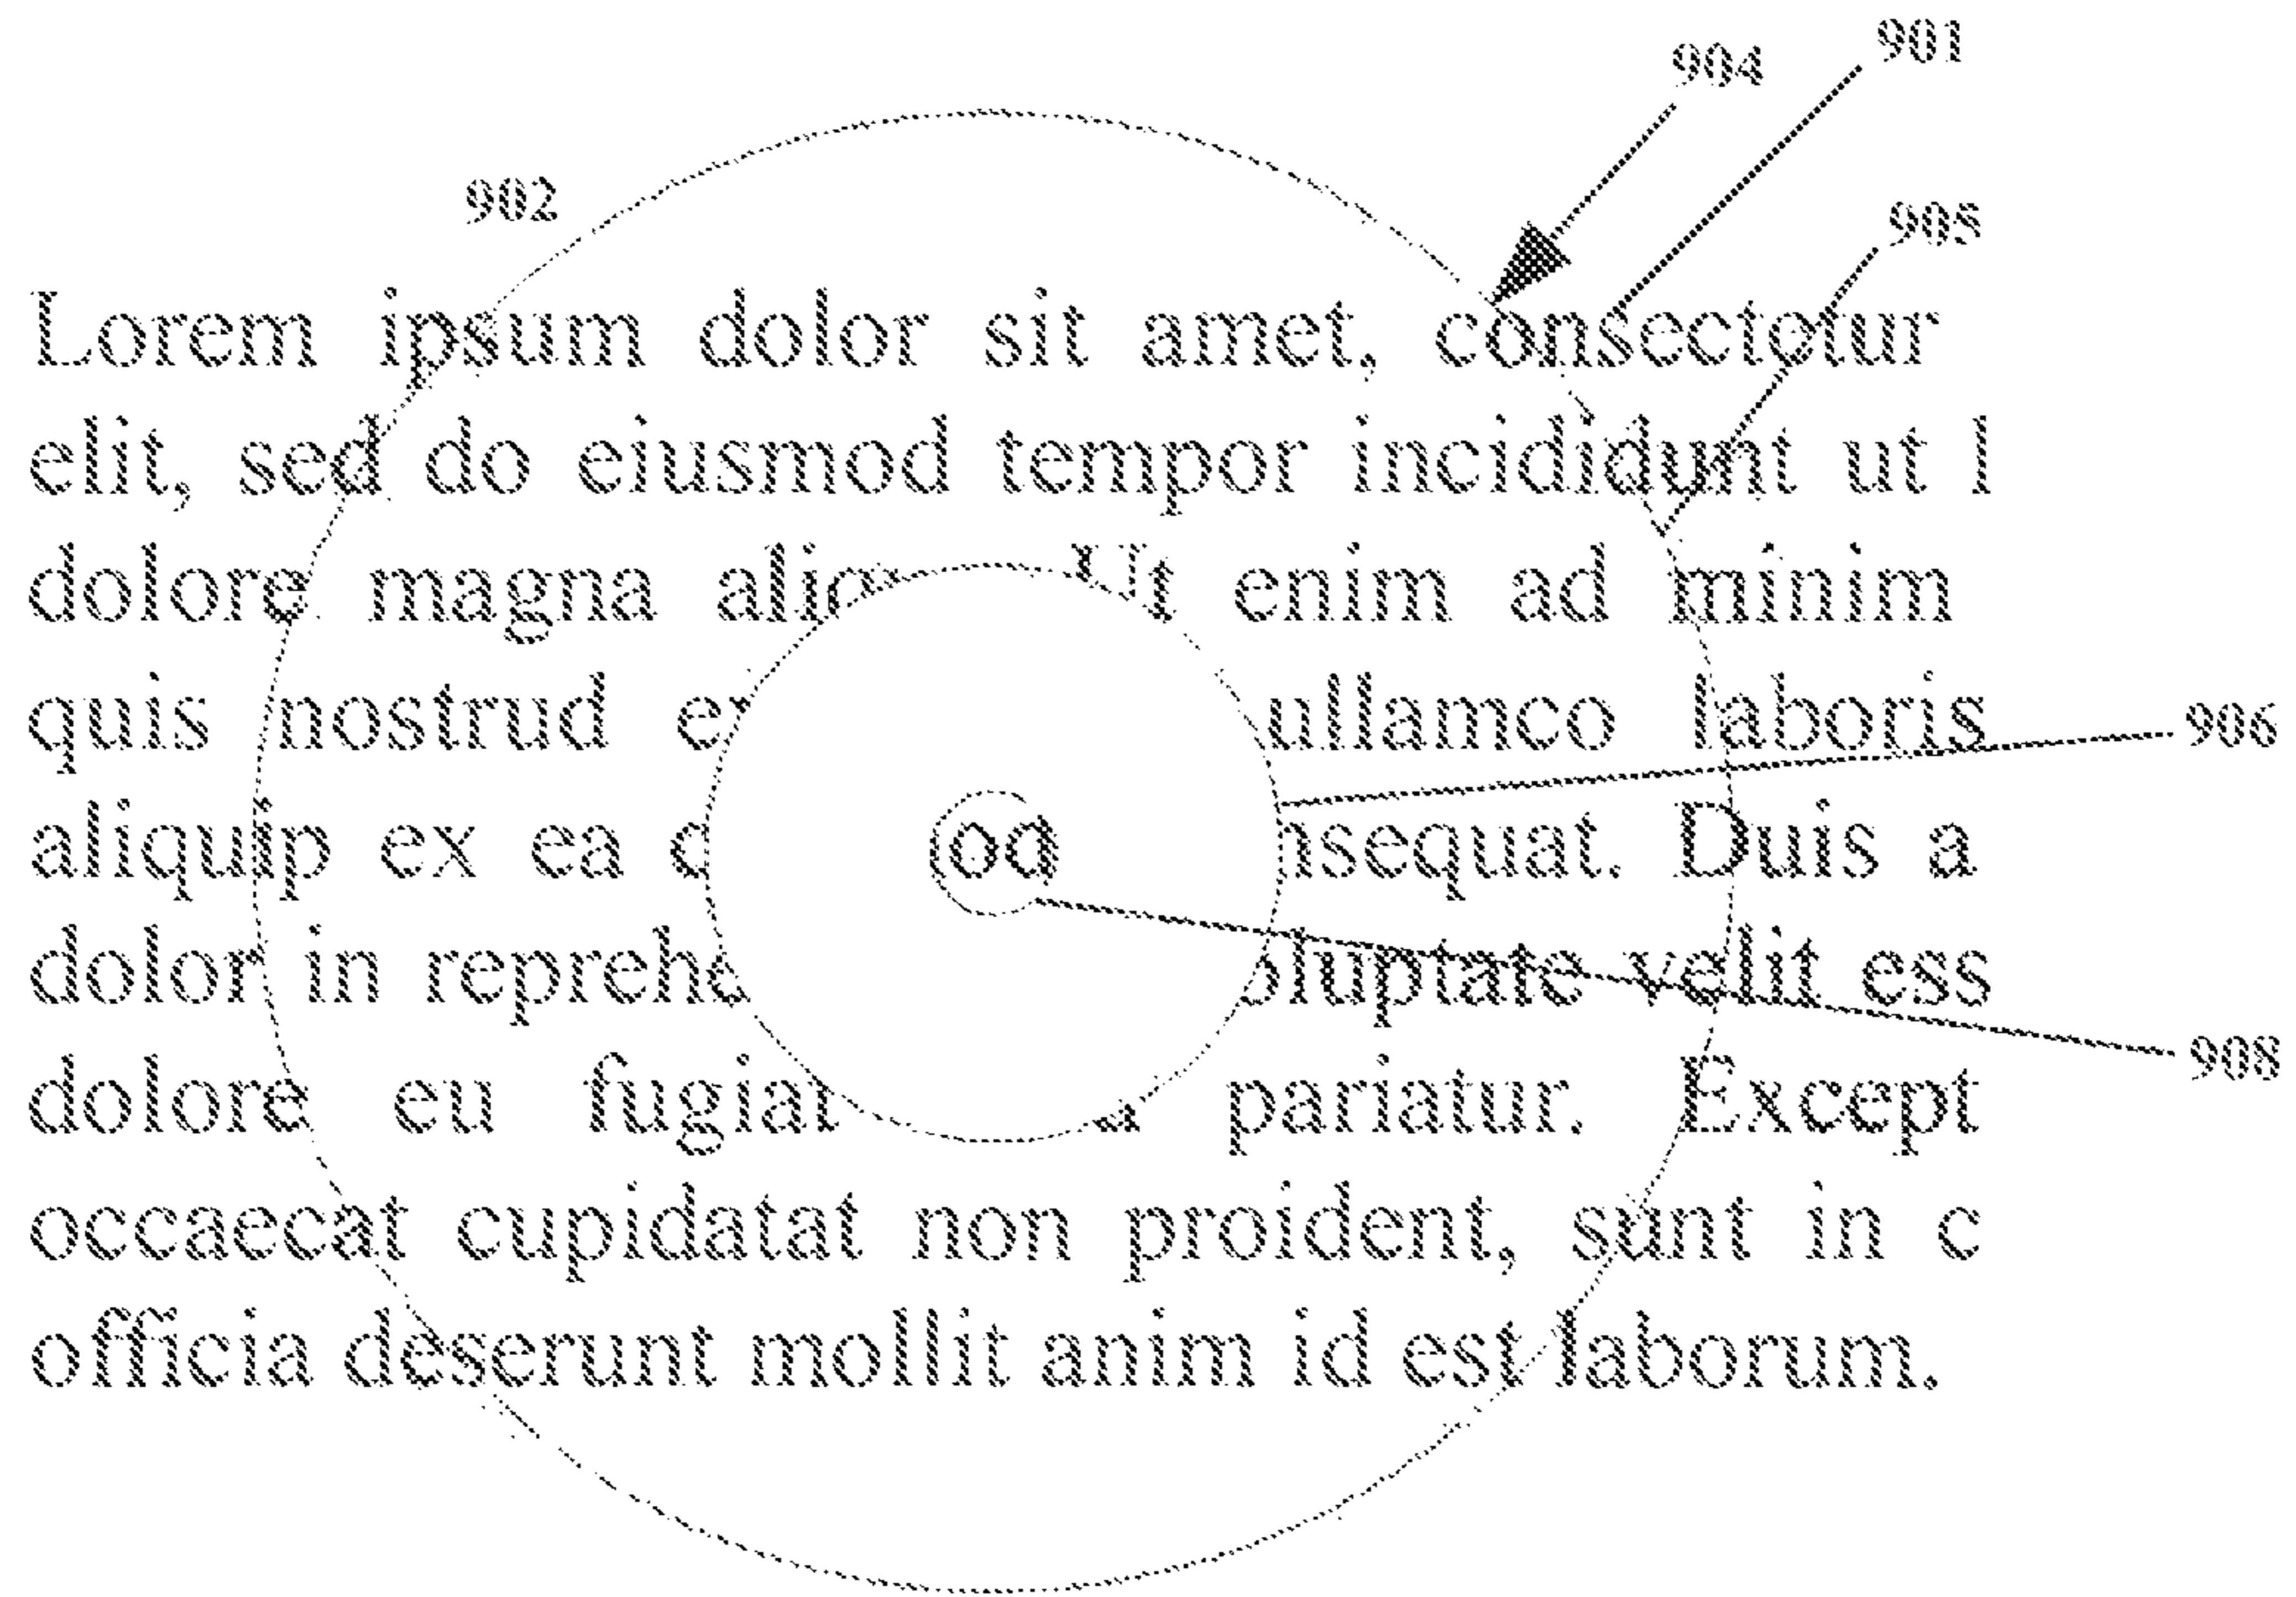 904
901
902
905
Lorem ipsum dolor sit amet, consectetur
elit, sed do eiusmod tempor incididunt ut l
dolore magna Ut enim ad minim
quis nostrud ullamco laboris
906
aliquip ex ea od nsequat. Duis a
dolor in reprehe oluptate velit ess
908
dolore eu fugiat pariatur. Except
occaecat cupidatat non proident, sunt in c
officia deserunt mollit anim id est laborum.